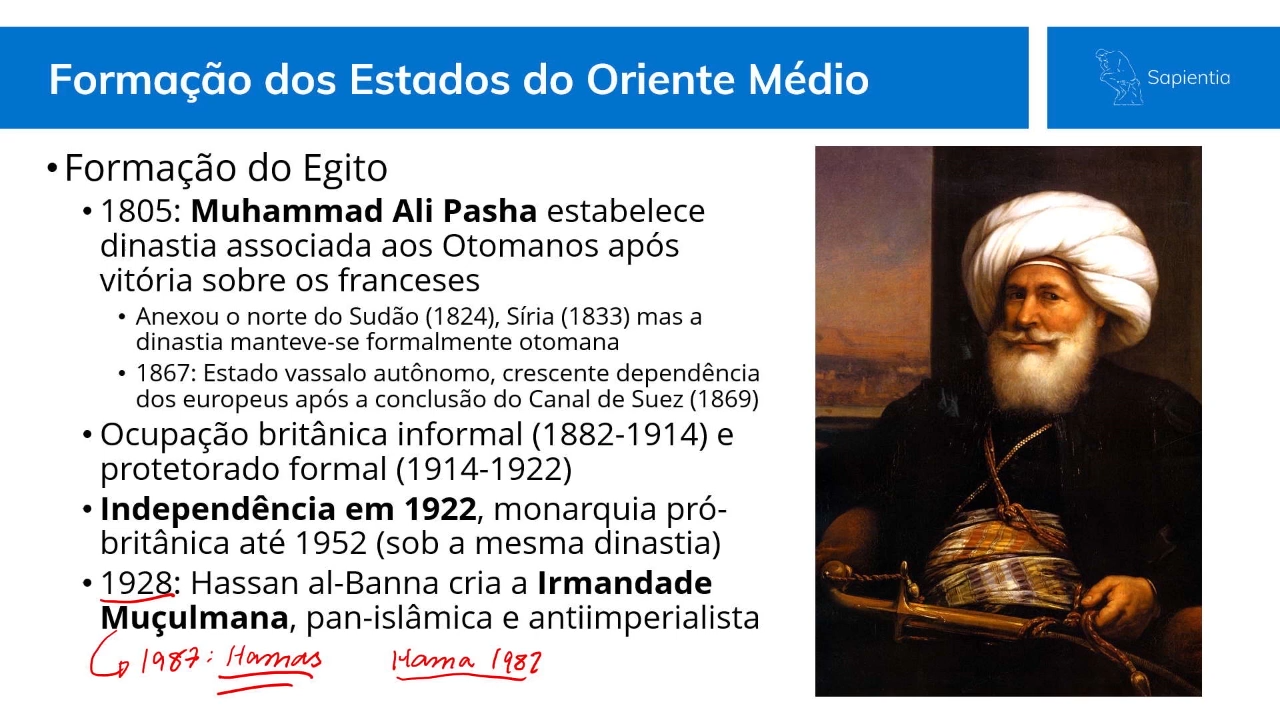 Formação dos Estados do Oriente Médio
Sapientia
•Formação do Egito
• 1805: Muhammad Ali Pasha estabelece
dinastia associada aos Otomanos após
vitória sobre os franceses
• Anexou o norte do Sudão (1824), Síria (1833) mas a
dinastia manteve-se formalmente otomana
• 1867: Estado vassalo autônomo, crescente dependência
dos europeus após a conclusão do Canal de Suez (1869)
• Ocupação britânica informal (1882-1914) e
protetorado formal (1914-1922)
• Independência em 1922, monarquia pró-
britânica até 1952 (sob a mesma dinastia)
• 1928: Hassan al-Banna cria a Irmandade
Muçulmana, pan-islâmica e antiimperialista
1987: Hamas Hama 1982